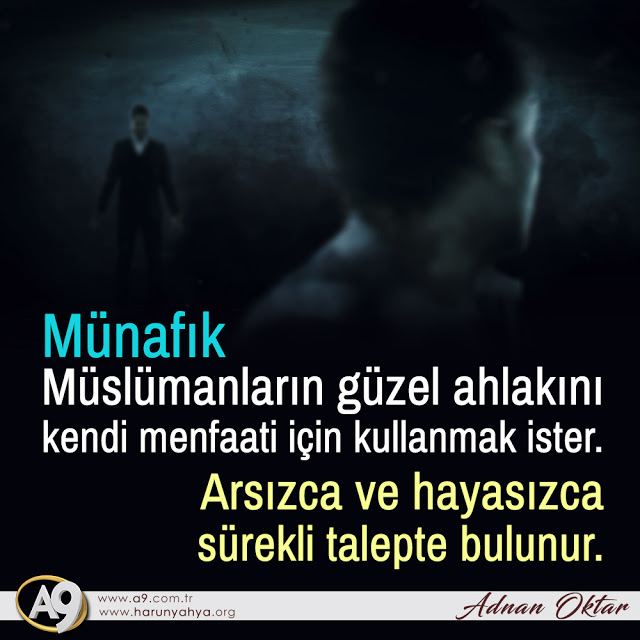 Münafık
Müslümanların güzel ahlakını
kendi menfaati için kullanmak ister.
Arsızca ve hayasızca
sürekli talepte bulunur.
A9
www.a9.com.tr
www.harunyahya.org
Adnan Oktar